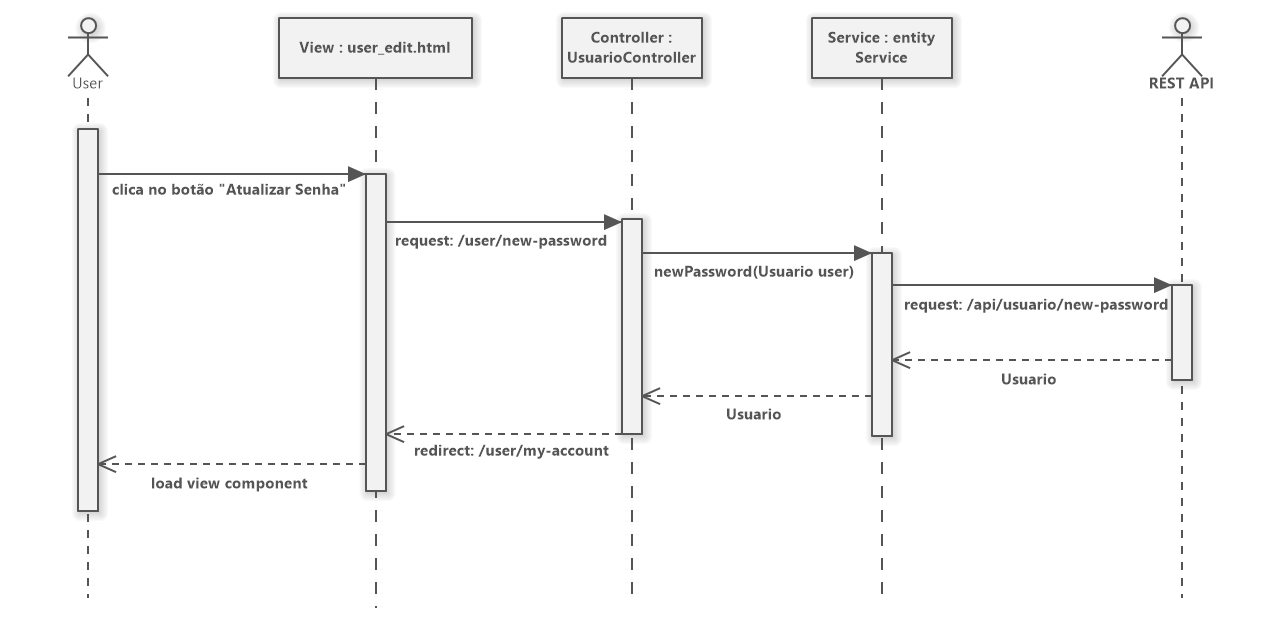 User
View : user_edit.html
Controller :
UsuarioController
Service : entity
Service
REST API
clica no botão "Atualizar Senha"
request: /user/new-password
newPassword(Usuario user)
request: /api/usuario/new-password
Usuario
Usuario
redirect: /user/my-account
load view component